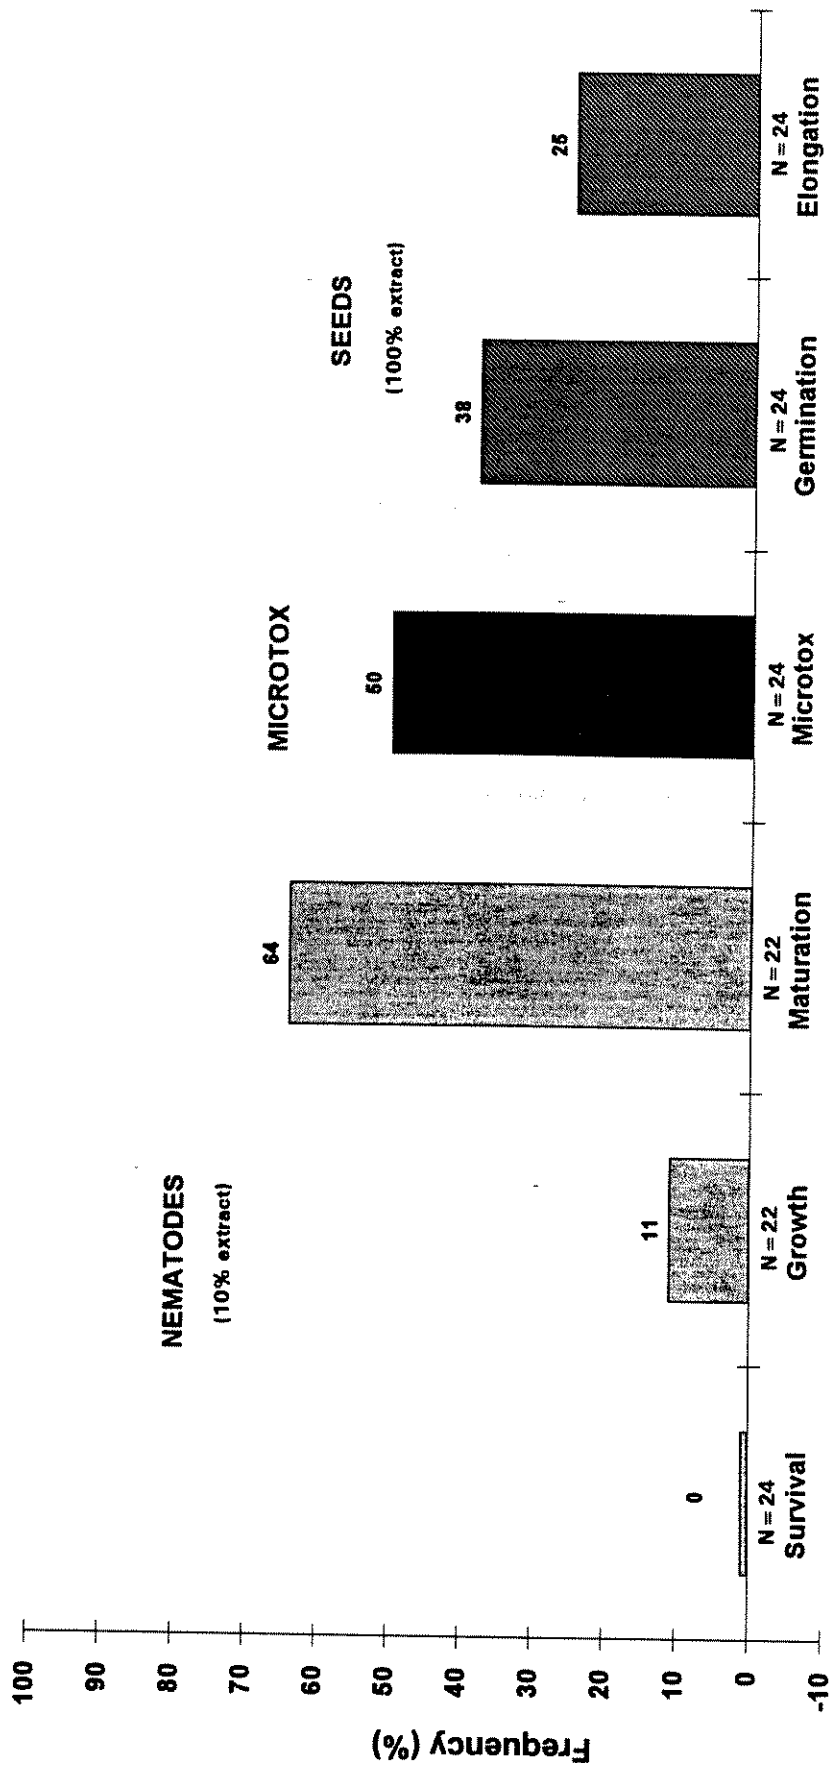 Frequency (%)
100
90
80
70
60
50
40
30
20
10
0
-10
NEMATODES
(10% extract)
MICROTOX
SEEDS
(100% extract)
0
11
64
50
38
25
N = 24
Survival
N = 22
Growth
N = 22
Maturation
N = 24
Microtox
N = 24
Germination
N = 24
Elongation